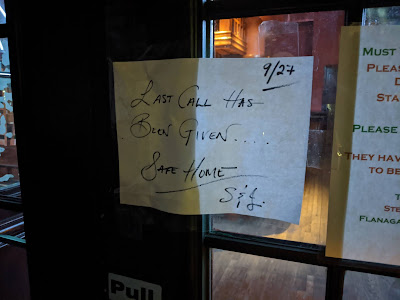 9/27
LAST CALL HAS
BEEN GIVEN....
SAFE HOME
S & J.
Pull
MUST
PLEAS
D
STA
PLEASE
THEY HAV
TO BE
T
STE
FLANAGA